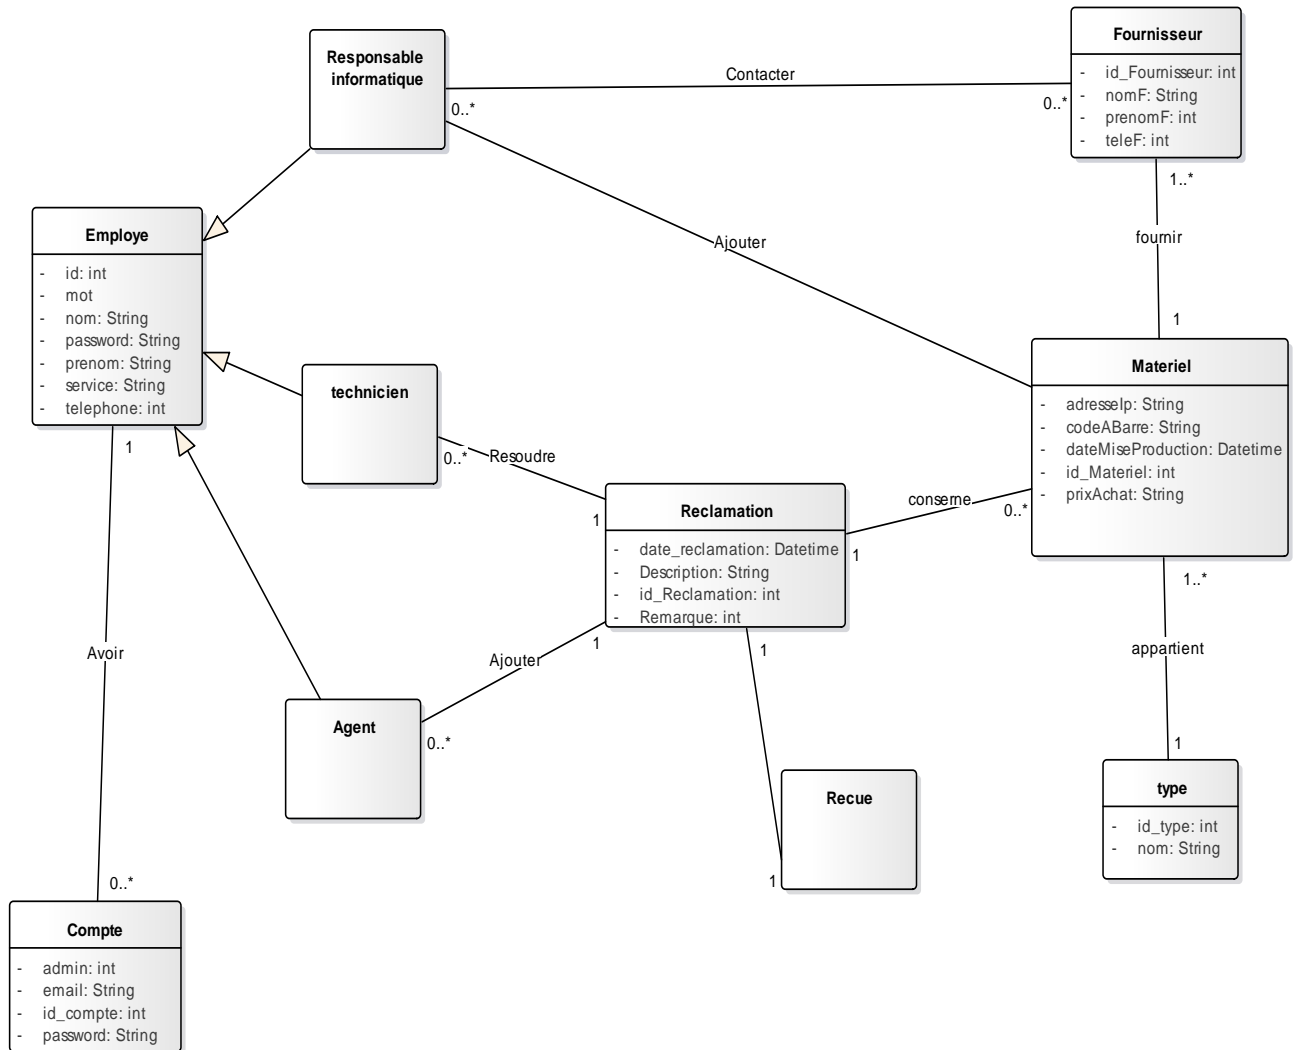 Responsable
informatique
0..*
Contacter
0..*
Fournisseur
- id_Fournisseur: int
- nomF: String
- prenomF: int
- teleF: int
1..*
fournir
1
Ajouter
Employe
- id: int
- mot
- nom: String
- password: String
- prenom: String
- service: String
- telephone: int
1
technicien
0..*
Resoudre
1
Materiel
- adresseIp: String
- codeABarre: String
- dateMiseProduction: Datetime
- id_Materiel: int
- prixAchat: String
conserne
0..*
1
Reclamation
- date_reclamation: Datetime
- Description: String
- id_Reclamation: int
- Remarque: int
1
Ajouter
1
1..*
appartient
1
Avoir
Agent
0..*
Recue
1
type
- id_type: int
- nom: String
0..*
Compte
- admin: int
- email: String
- id_compte: int
- password: String